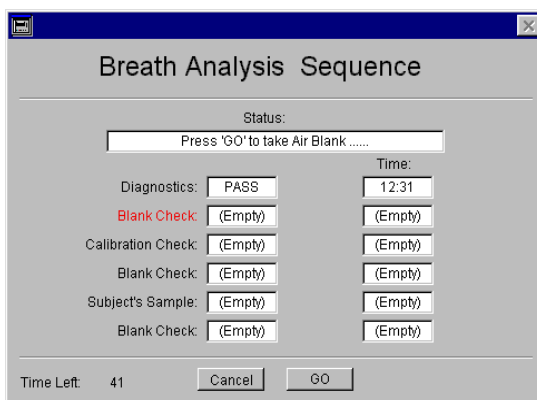 Breath Analysis Sequence
Status:
Press 'GO' to take Air Blank ......
Time:
Diagnostics: PASS 12:31
Blank Check: (Empty) (Empty)
Calibration Check: (Empty) (Empty)
Blank Check: (Empty) (Empty)
Subject's Sample: (Empty) (Empty)
Blank Check: (Empty) (Empty)
Time Left: 41 Cancel GO